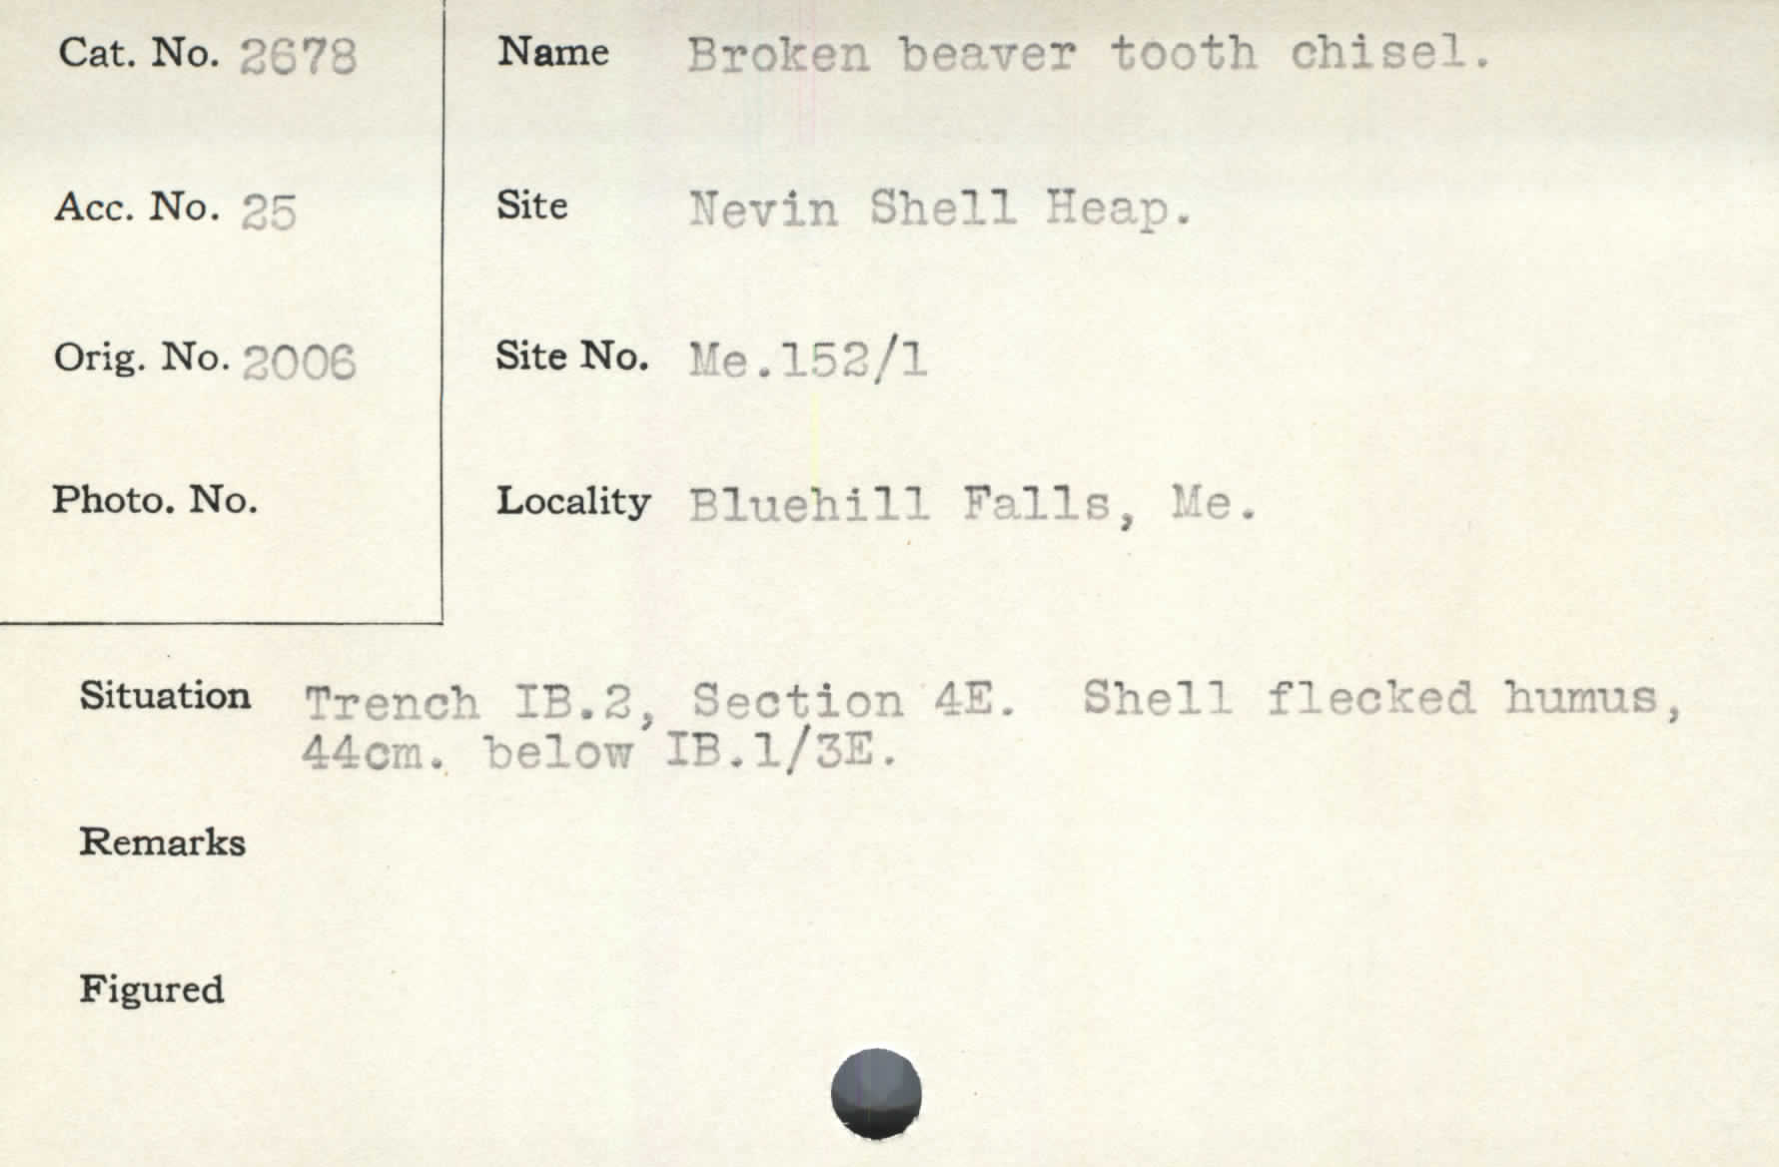 Cat. No. 2678
Name Broken beaver tooth chisel.
Acc. No. 25
Site Nevin Shell Heap.
Orig. No. 2006
Site No. Me.152/1
Photo. No.
Locality Bluehill Falls, Me.
Situation Trench IB.2, Section 4E. Shell flecked humus,
44cm. below IB.1/3E.
Remarks
Figured